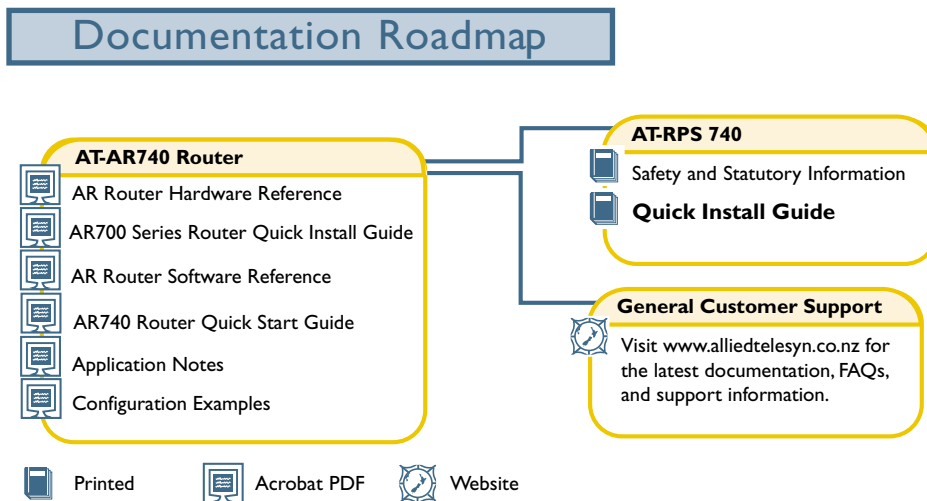 Documentation Roadmap
AT-AR740 Router
AR Router Hardware Reference
AR700 Series Router Quick Install Guide
AR Router Software Reference
AR740 Router Quick Start Guide
Application Notes
Configuration Examples
AT-RPS 740
Safety and Statutory Information
Quick Install Guide
General Customer Support
Visit www.alliedtelesyn.co.nz for
the latest documentation, FAQs,
and support information.
Printed
Acrobat PDF
Website